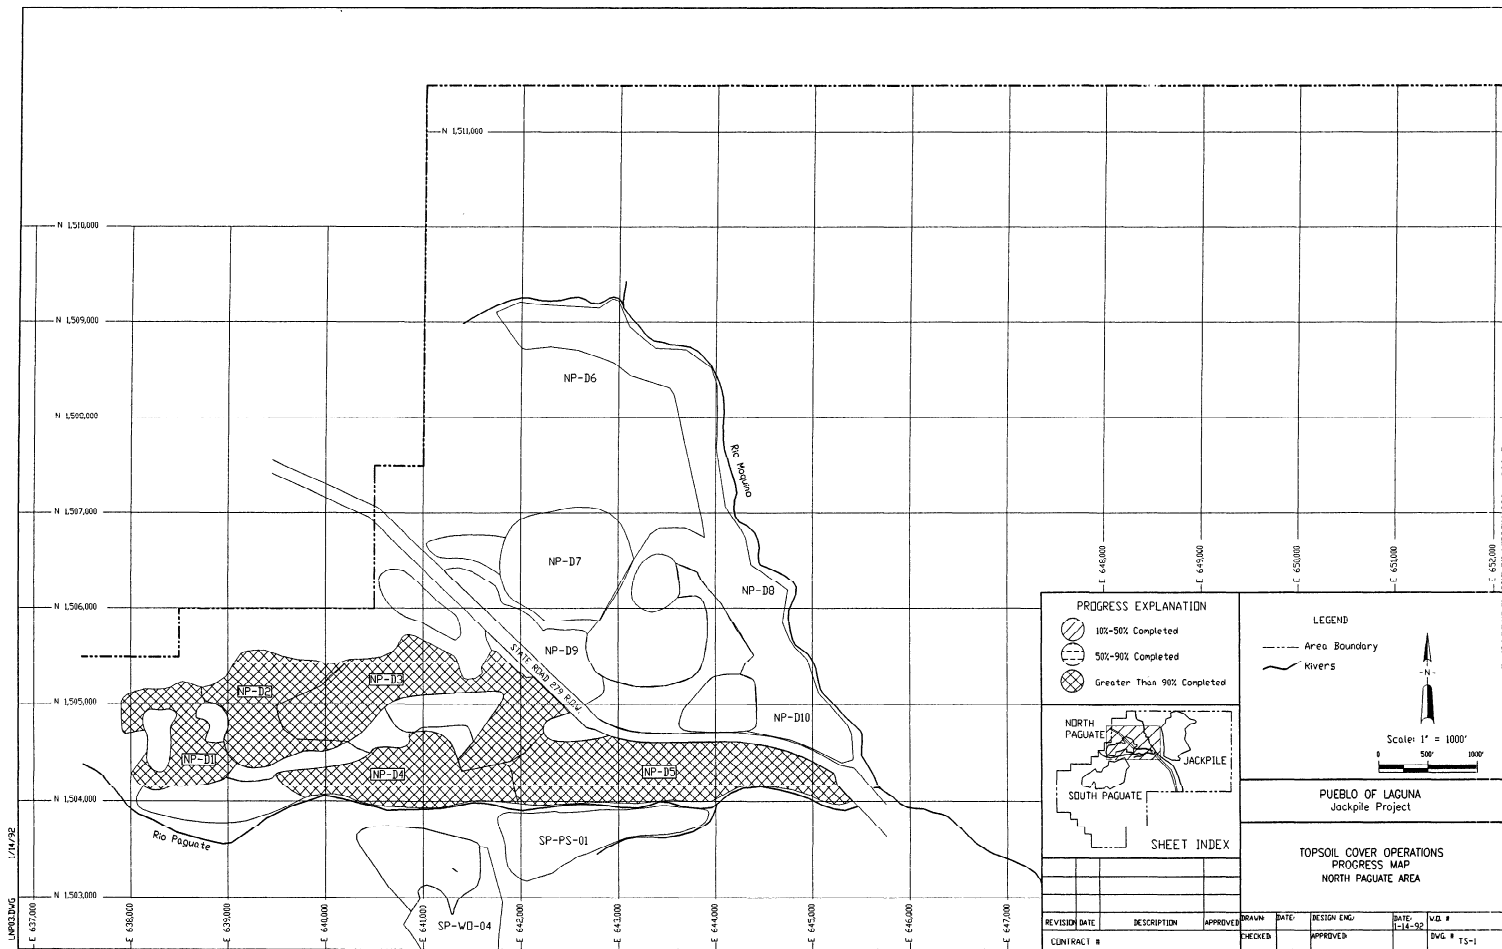 N 1,511,000
N 1,510,000
N 1,509,000
N 1,507,000
N 1,506,000
N 1,505,000
N 1,504,000
N 1,503,000
NP-D6
Rio Moquino
NP-D7
NP-D8
NP-D9
STATE ROAD 279 R.O.W.
NP-D2
NP-D3
NP-D10
NP-D1
NP-D4
NP-D5
Rio Paguate
SP-PS-01
SP-WD-04
E 637,000
E 638,000
E 639,000
E 640,000
E 641,000
E 642,000
E 643,000
E 644,000
E 645,000
E 646,000
E 647,000
E 648,000
E 649,000
E 650,000
E 651,000
E 652,000
LNP03.DWG 1/14/92
PROGRESS EXPLANATION
10%-50% Completed
50%-90% Completed
Greater Than 90% Completed
LEGEND
Area Boundary
Rivers
-N-
Scale: 1" = 1000'
0 500' 1000'
NORTH
PAGUATE
JACKPILE
SOUTH PAGUATE
SHEET INDEX
PUEBLO OF LAGUNA
Jackpile Project
TOPSOIL COVER OPERATIONS
PROGRESS MAP
NORTH PAGUATE AREA
REVISION DATE DESCRIPTION APPROVED
CONTRACT #
DRAWN: DATE: DESIGN ENG.: DATE: 1-14-92 W.O. #
CHECKED: APPROVED: DWG. # TS-1